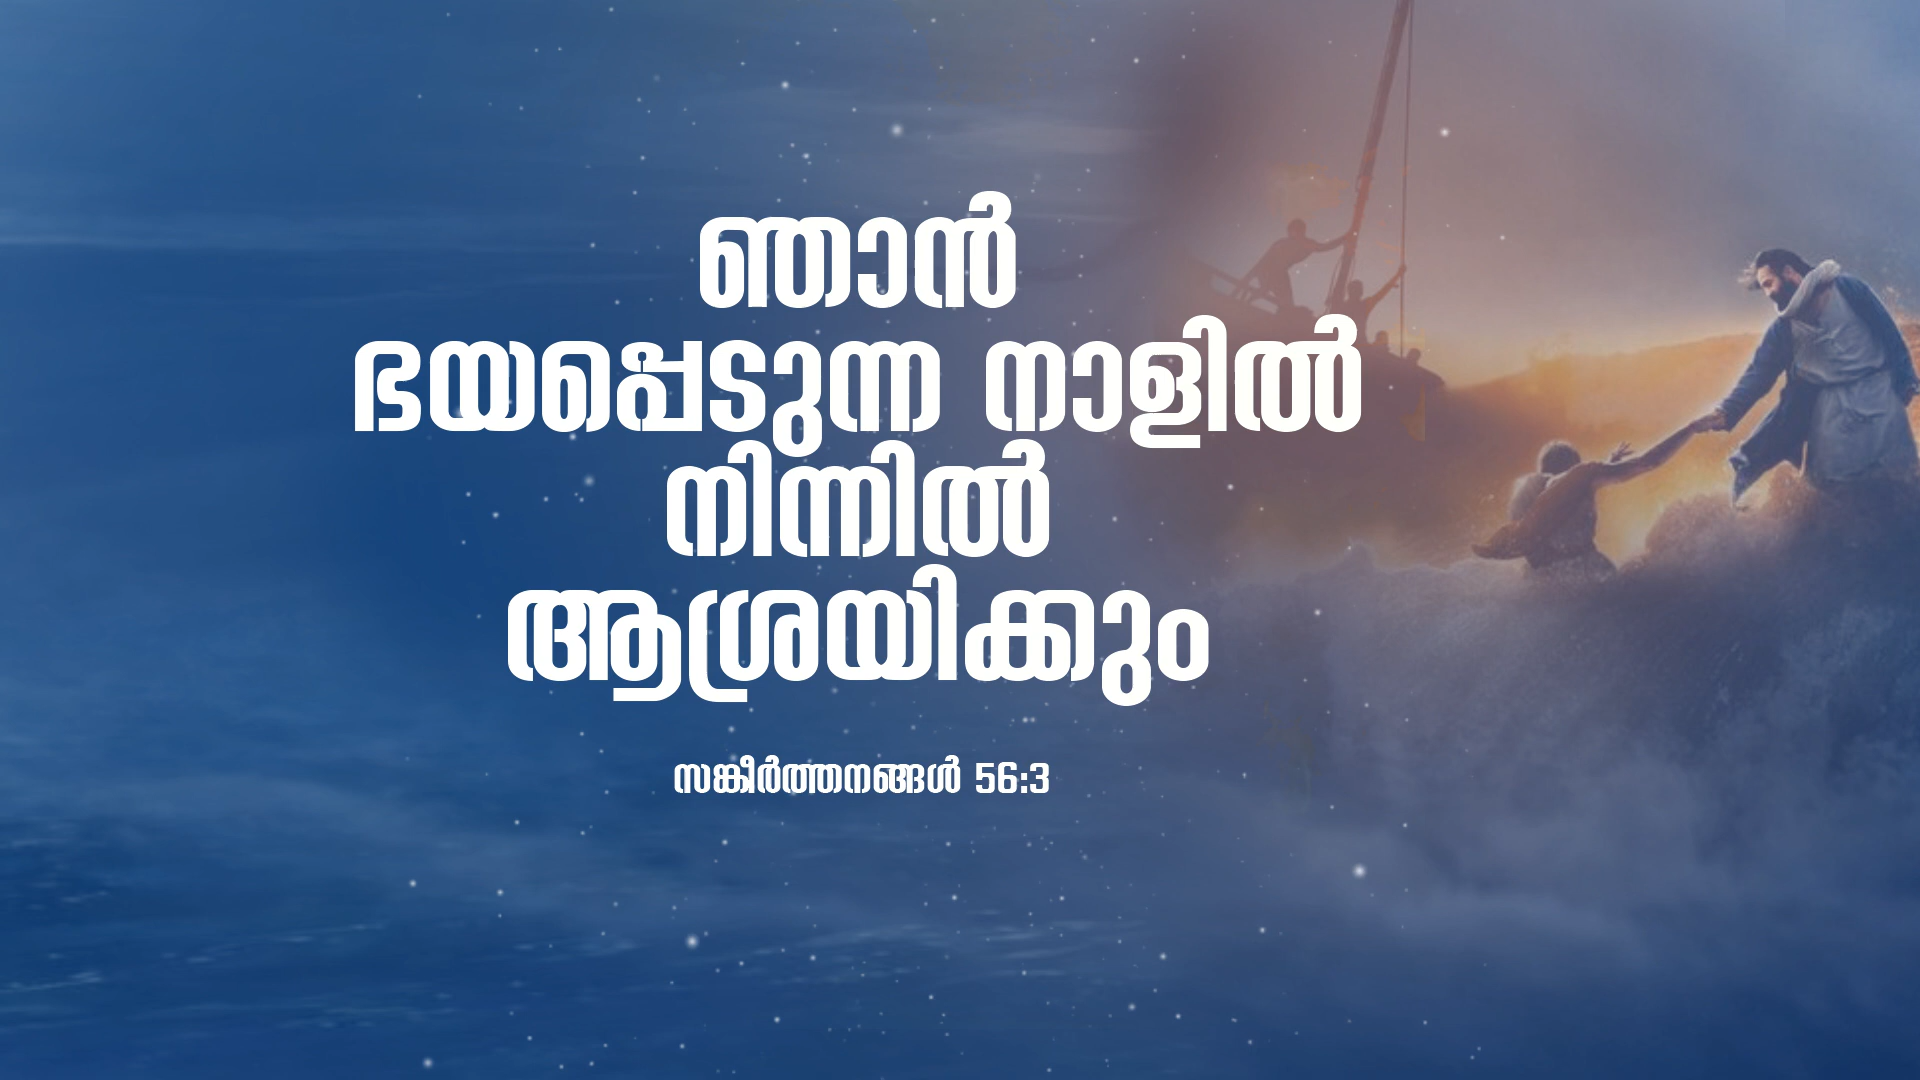 ഞാൻ
ഭയപ്പെടുന്ന നാളിൽ
നിന്നിൽ
ആശ്രയിക്കും
സങ്കീർത്തനങ്ങൾ 56:3